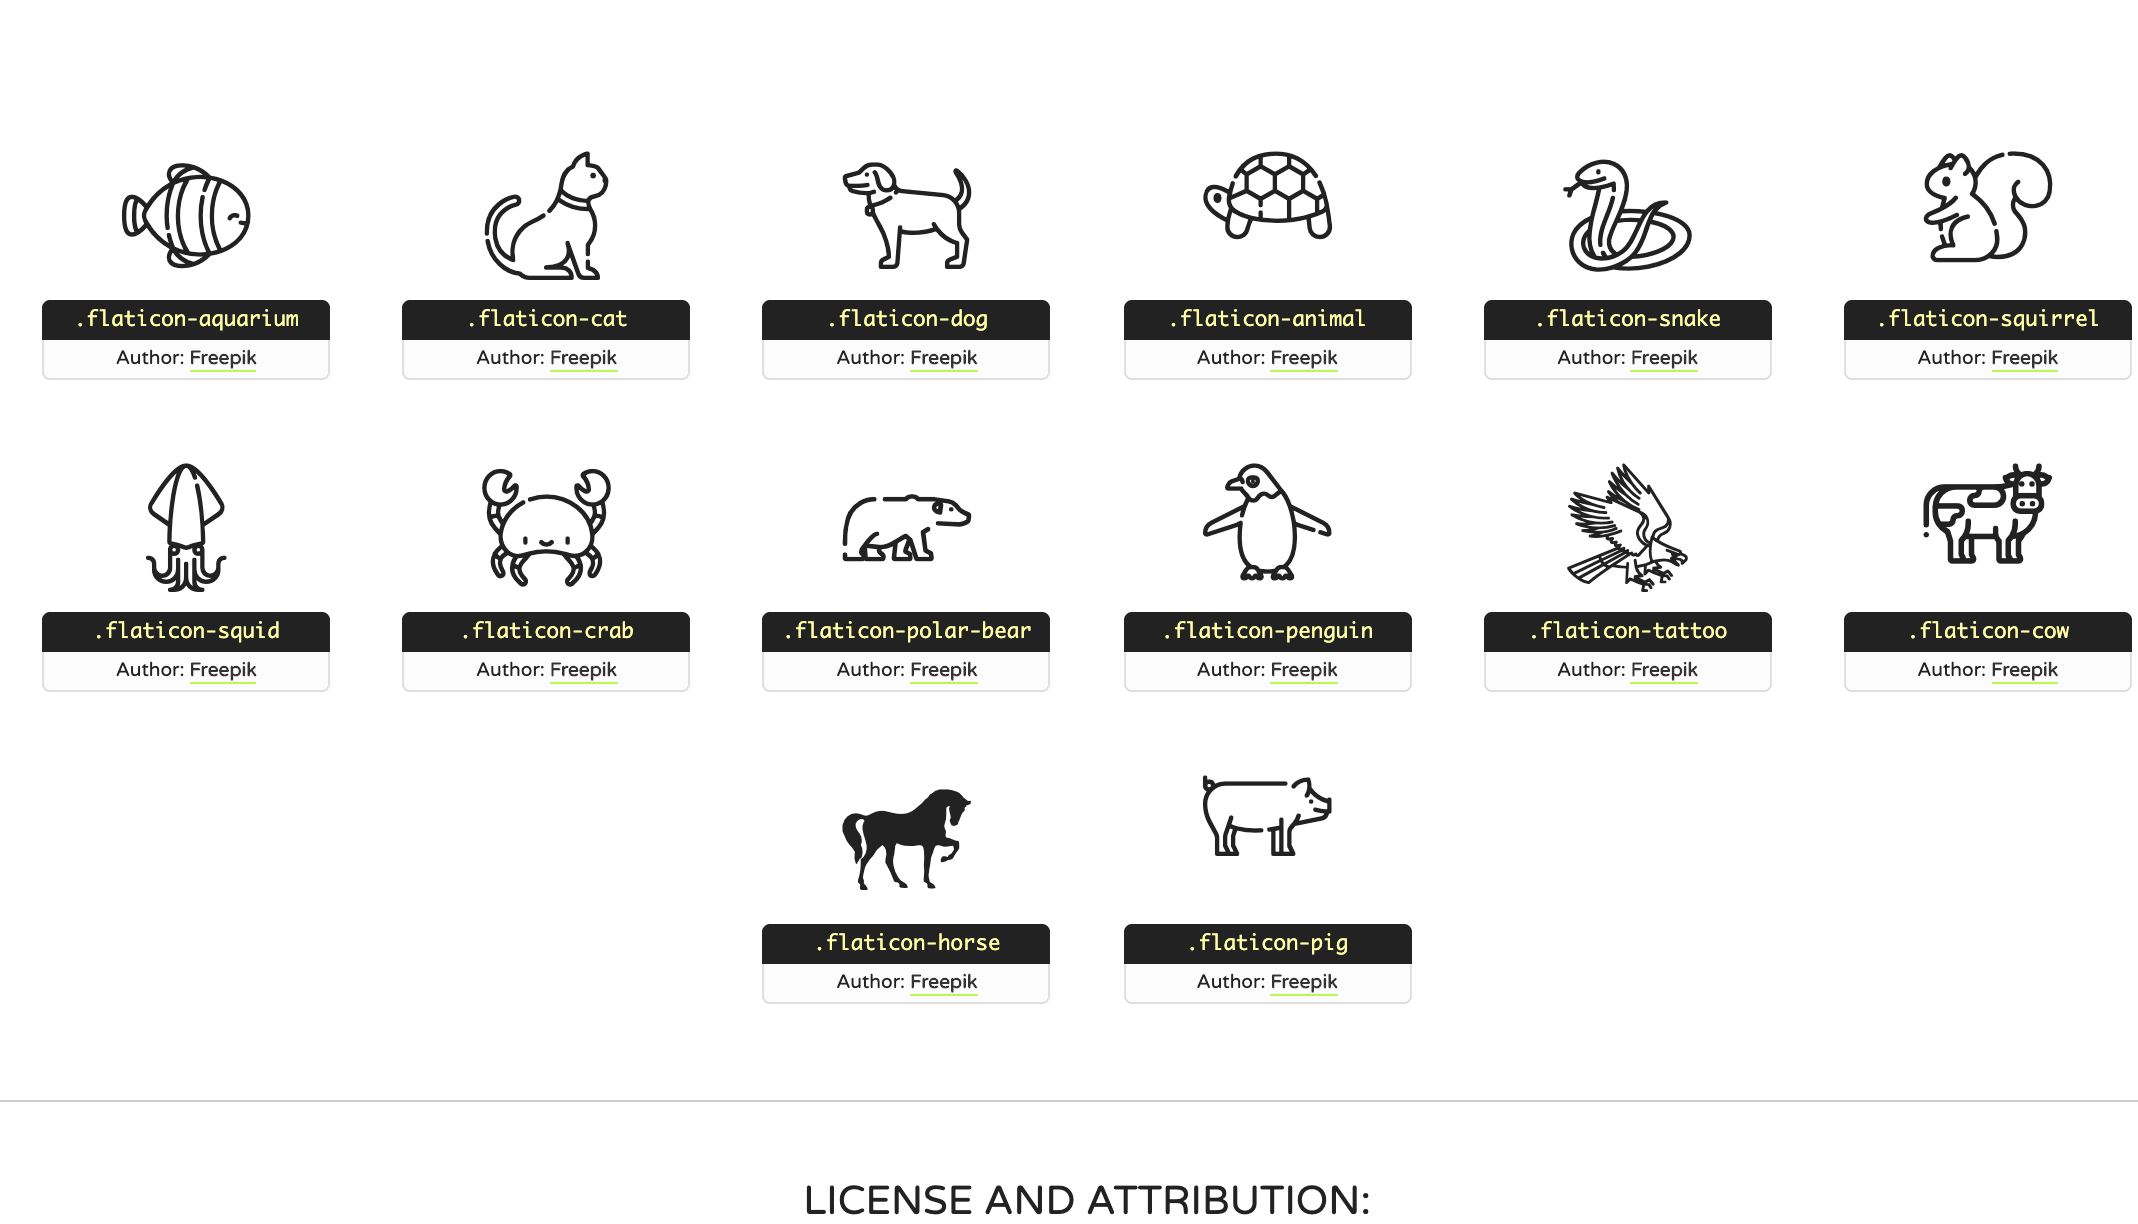 .flaticon-aquarium
Author: Freepik
.flaticon-cat
Author: Freepik
.flaticon-dog
Author: Freepik
.flaticon-animal
Author: Freepik
.flaticon-snake
Author: Freepik
.flaticon-squirrel
Author: Freepik
.flaticon-squid
Author: Freepik
.flaticon-crab
Author: Freepik
.flaticon-polar-bear
Author: Freepik
.flaticon-penguin
Author: Freepik
.flaticon-tattoo
Author: Freepik
.flaticon-cow
Author: Freepik
.flaticon-horse
Author: Freepik
.flaticon-pig
Author: Freepik
LICENSE AND ATTRIBUTION: